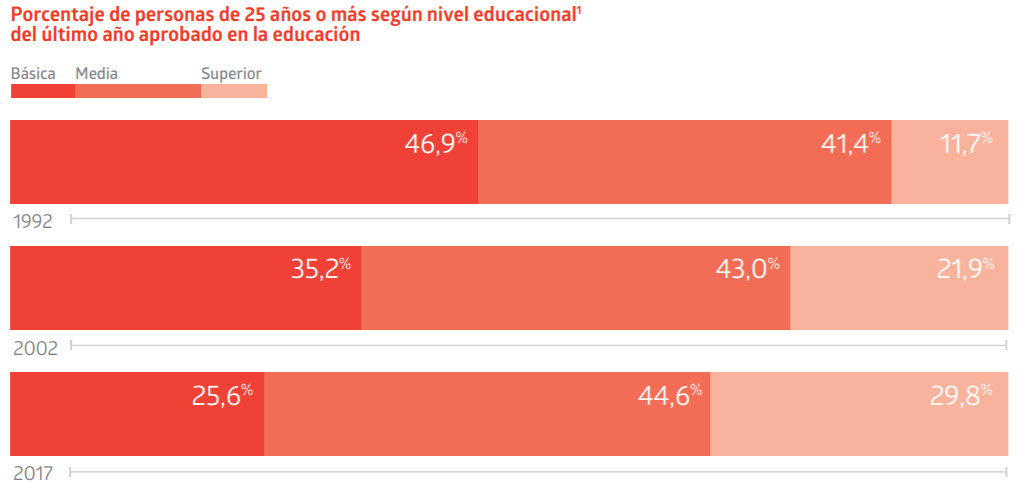 Porcentaje de personas de 25 años o más según nivel educacional¹
del último año aprobado en la educación
Básica Media Superior
46,9% 41,4% 11,7%
1992
35,2% 43,0% 21,9%
2002
25,6% 44,6% 29,8%
2017